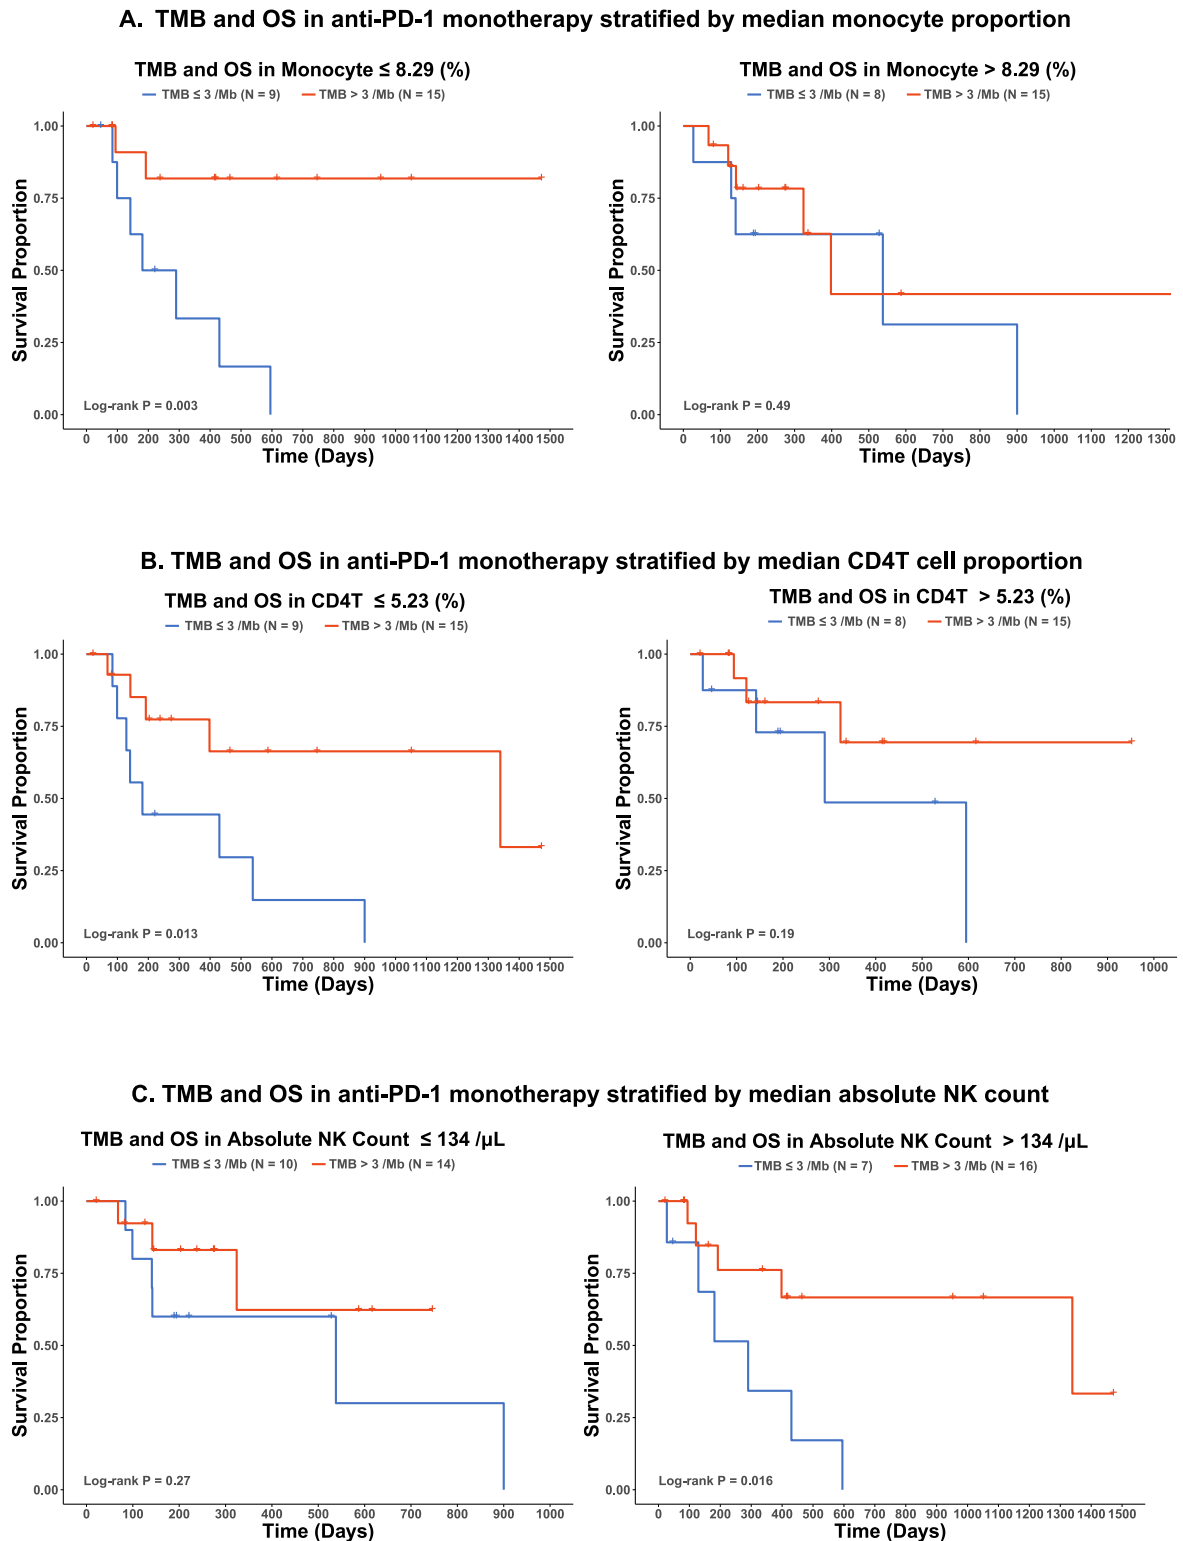 A. TMB and OS in anti-PD-1 monotherapy stratified by median monocyte proportion
TMB and OS in Monocyte ≤ 8.29 (%)
TMB ≤ 3 /Mb (N = 9) TMB > 3 /Mb (N = 15)
Survival Proportion
1.00
0.75
0.50
0.25
0.00
Log-rank P = 0.003
0 100 200 300 400 500 600 700 800 900 1000 1100 1200 1300 1400 1500
Time (Days)
TMB and OS in Monocyte > 8.29 (%)
TMB ≤ 3 /Mb (N = 8) TMB > 3 /Mb (N = 15)
Survival Proportion
1.00
0.75
0.50
0.25
0.00
Log-rank P = 0.49
0 100 200 300 400 500 600 700 800 900 1000 1100 1200 1300
Time (Days)
B. TMB and OS in anti-PD-1 monotherapy stratified by median CD4T cell proportion
TMB and OS in CD4T ≤ 5.23 (%)
TMB ≤ 3 /Mb (N = 9) TMB > 3 /Mb (N = 15)
Survival Proportion
1.00
0.75
0.50
0.25
0.00
Log-rank P = 0.013
0 100 200 300 400 500 600 700 800 900 1000 1100 1200 1300 1400 1500
Time (Days)
TMB and OS in CD4T > 5.23 (%)
TMB ≤ 3 /Mb (N = 8) TMB > 3 /Mb (N = 15)
Survival Proportion
1.00
0.75
0.50
0.25
0.00
Log-rank P = 0.19
0 100 200 300 400 500 600 700 800 900 1000
Time (Days)
C. TMB and OS in anti-PD-1 monotherapy stratified by median absolute NK count
TMB and OS in Absolute NK Count ≤ 134 /µL
TMB ≤ 3 /Mb (N = 10) TMB > 3 /Mb (N = 14)
Survival Proportion
1.00
0.75
0.50
0.25
0.00
Log-rank P = 0.27
0 100 200 300 400 500 600 700 800 900 1000
Time (Days)
TMB and OS in Absolute NK Count > 134 /µL
TMB ≤ 3 /Mb (N = 7) TMB > 3 /Mb (N = 16)
Survival Proportion
1.00
0.75
0.50
0.25
0.00
Log-rank P = 0.016
0 100 200 300 400 500 600 700 800 900 1000 1100 1200 1300 1400 1500
Time (Days)